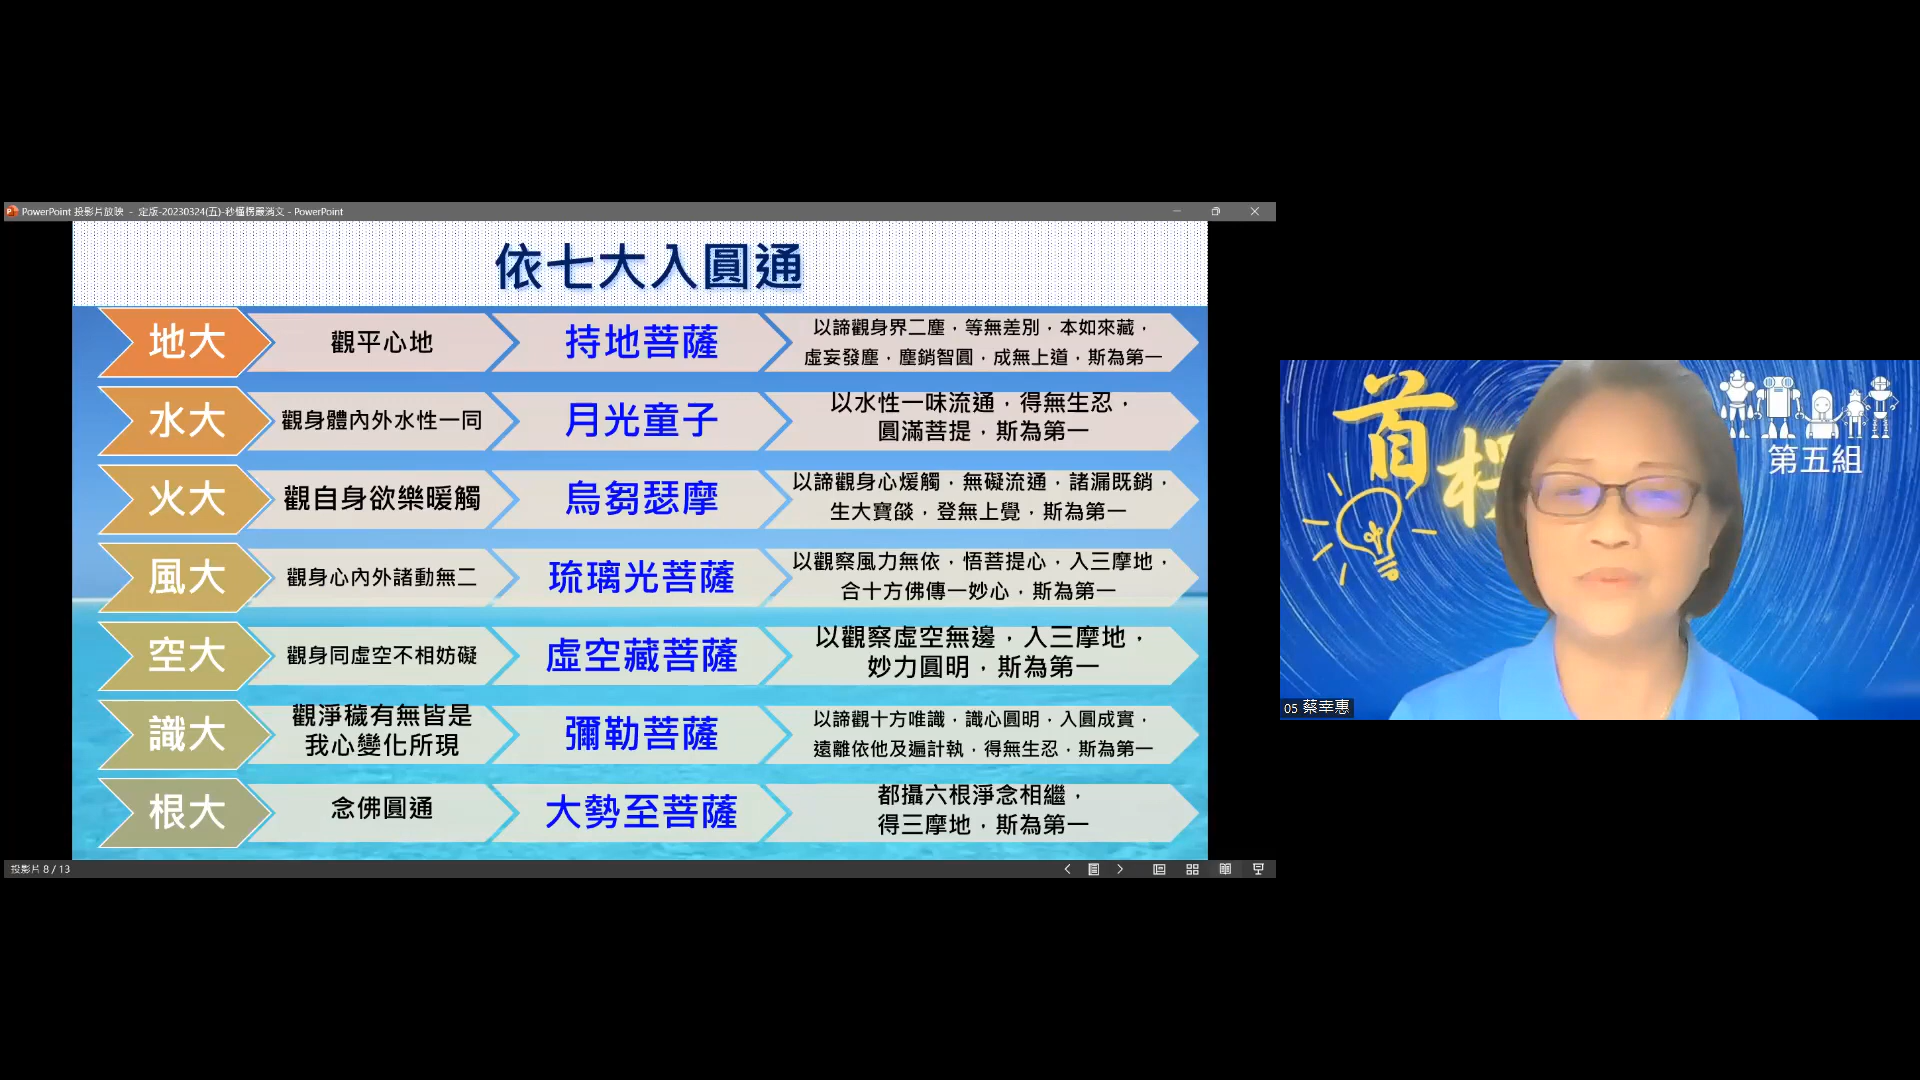 PowerPoint 投影片放映 - 定版-20230324(五)-秒懂楞嚴消文 - PowerPoint
依七大入圓通
地大
觀平心地
持地菩薩
以諦觀身界二塵，等無差別，本如來藏，
虛妄發塵，塵銷智圓，成無上道，斯為第一
水大
觀身體內外水性一同
月光童子
以水性一味流通，得無生忍，
圓滿菩提，斯為第一
火大
觀自身欲樂暖觸
烏芻瑟摩
以諦觀身心煖觸，無礙流通，諸漏既銷，
生大寶燄，登無上覺，斯為第一
風大
觀身心內外諸動無二
琉璃光菩薩
以觀察風力無依，悟菩提心，入三摩地，
合十方佛傳一妙心，斯為第一
空大
觀身同虛空不相妨礙
虛空藏菩薩
以觀察虛空無邊，入三摩地，
妙力圓明，斯為第一
識大
觀淨穢有無皆是
我心變化所現
彌勒菩薩
以諦觀十方唯識，識心圓明，入圓成實，
遠離依他及遍計執，得無生忍，斯為第一
根大
念佛圓通
大勢至菩薩
都攝六根淨念相繼，
得三摩地，斯為第一
投影片 8 / 13
首
第五組
05 蔡幸惠